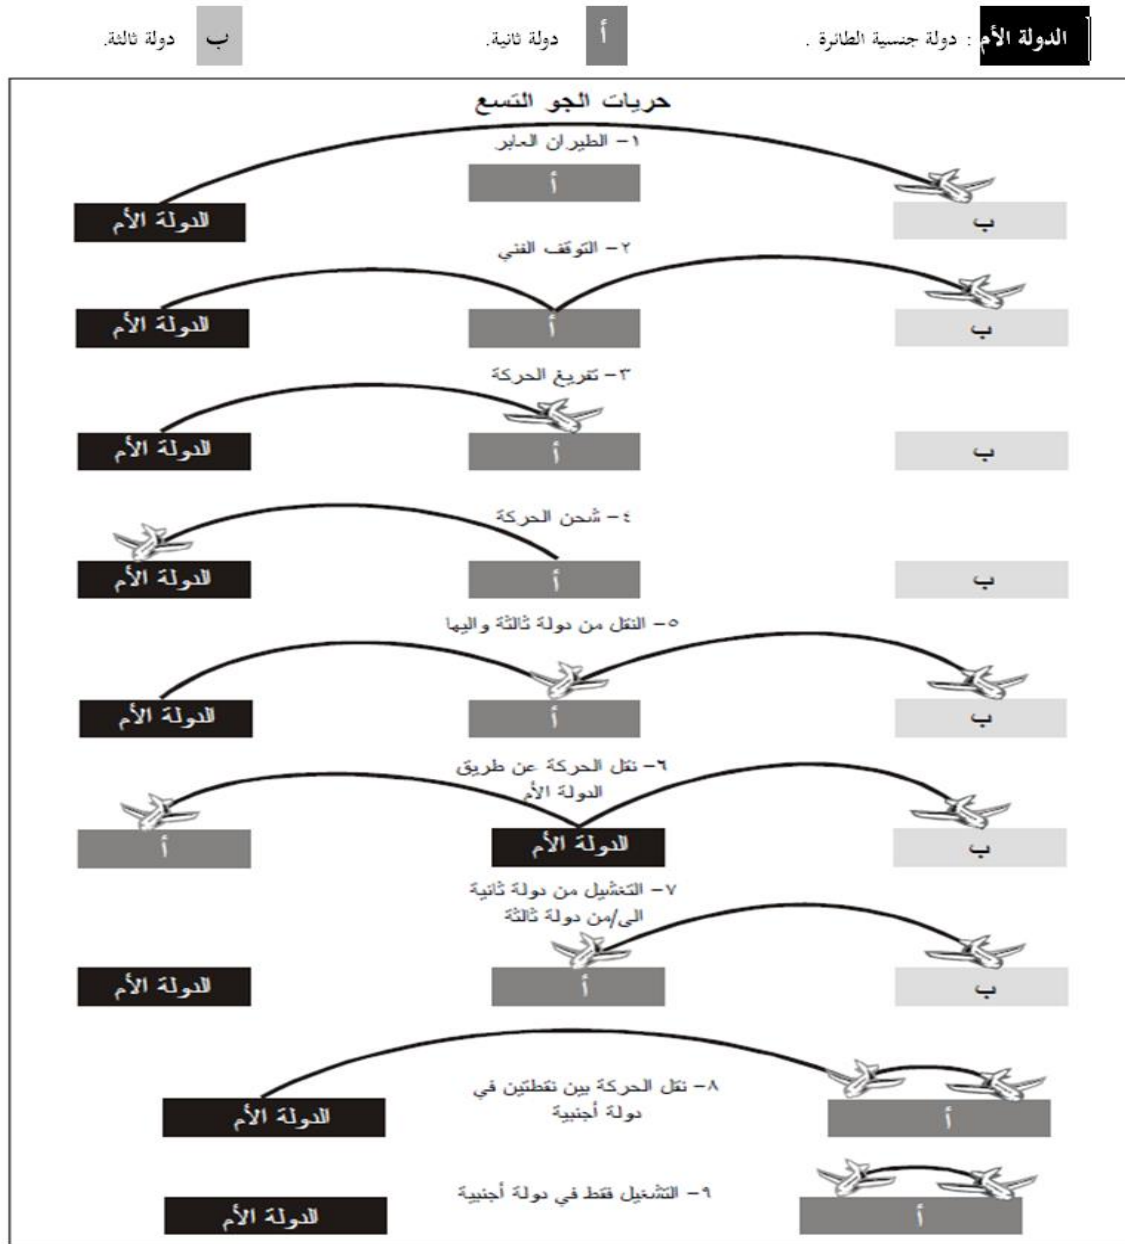 الدولة الأم : دولة جنسية الطائرة . أ دولة ثانية. ب دولة ثالثة.
حريات الجو التسع
١- الطيران العابر
الدولة الأم أ ب
٢- التوقف الفني
الدولة الأم أ ب
٣- تفريغ الحركة
الدولة الأم أ ب
٤- شحن الحركة
الدولة الأم أ ب
٥- النقل من دولة ثالثة واليها
الدولة الأم أ ب
٦- نقل الحركة عن طريق
الدولة الأم
أ الدولة الأم ب
٧- التغشيل من دولة ثانية
الى/من دولة ثالثة
الدولة الأم أ ب
٨- نقل الحركة بين نقطتين في
دولة أجنبية
الدولة الأم أ
٩- التشغيل فقط في دولة أجنبية
الدولة الأم أ